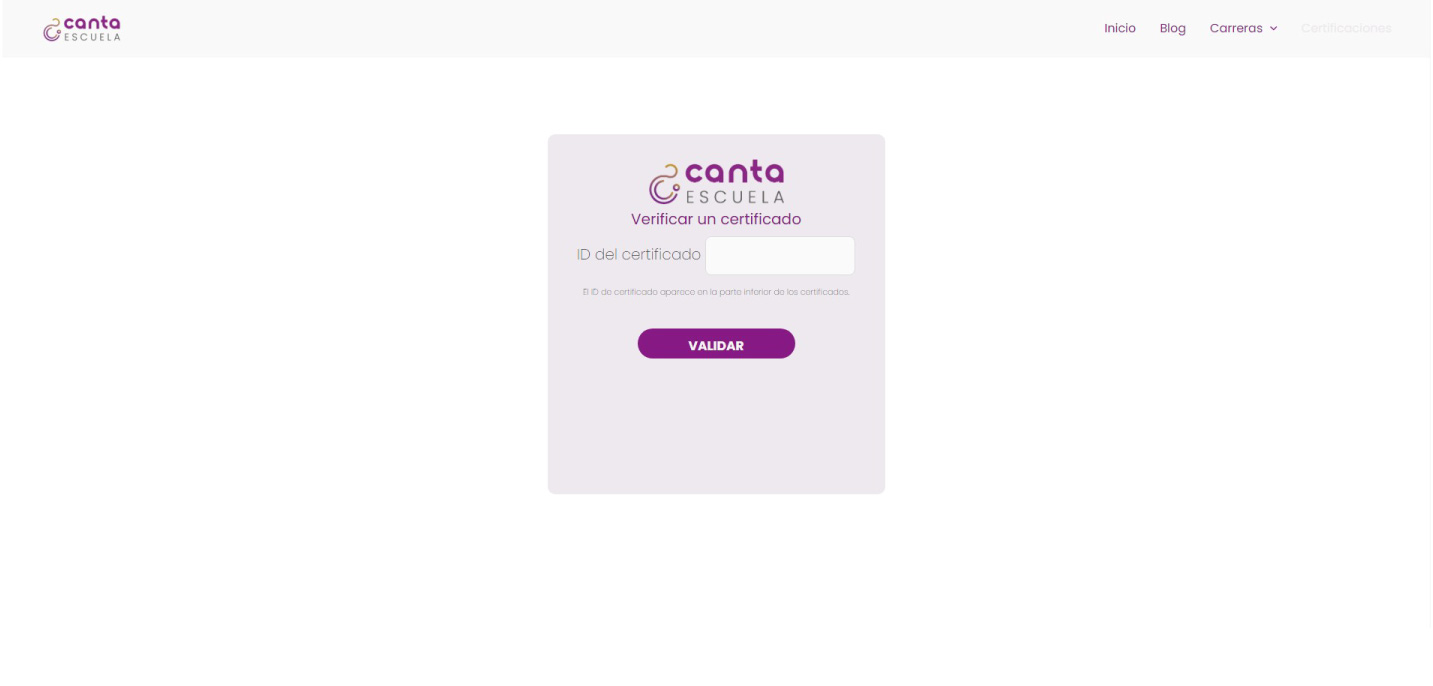 canta
ESCUELA
Inicio Blog Carreras Certificaciones
canta
ESCUELA
Verificar un certificado
ID del certificado
El ID de certificado aparece en la parte inferior de los certificados.
VALIDAR